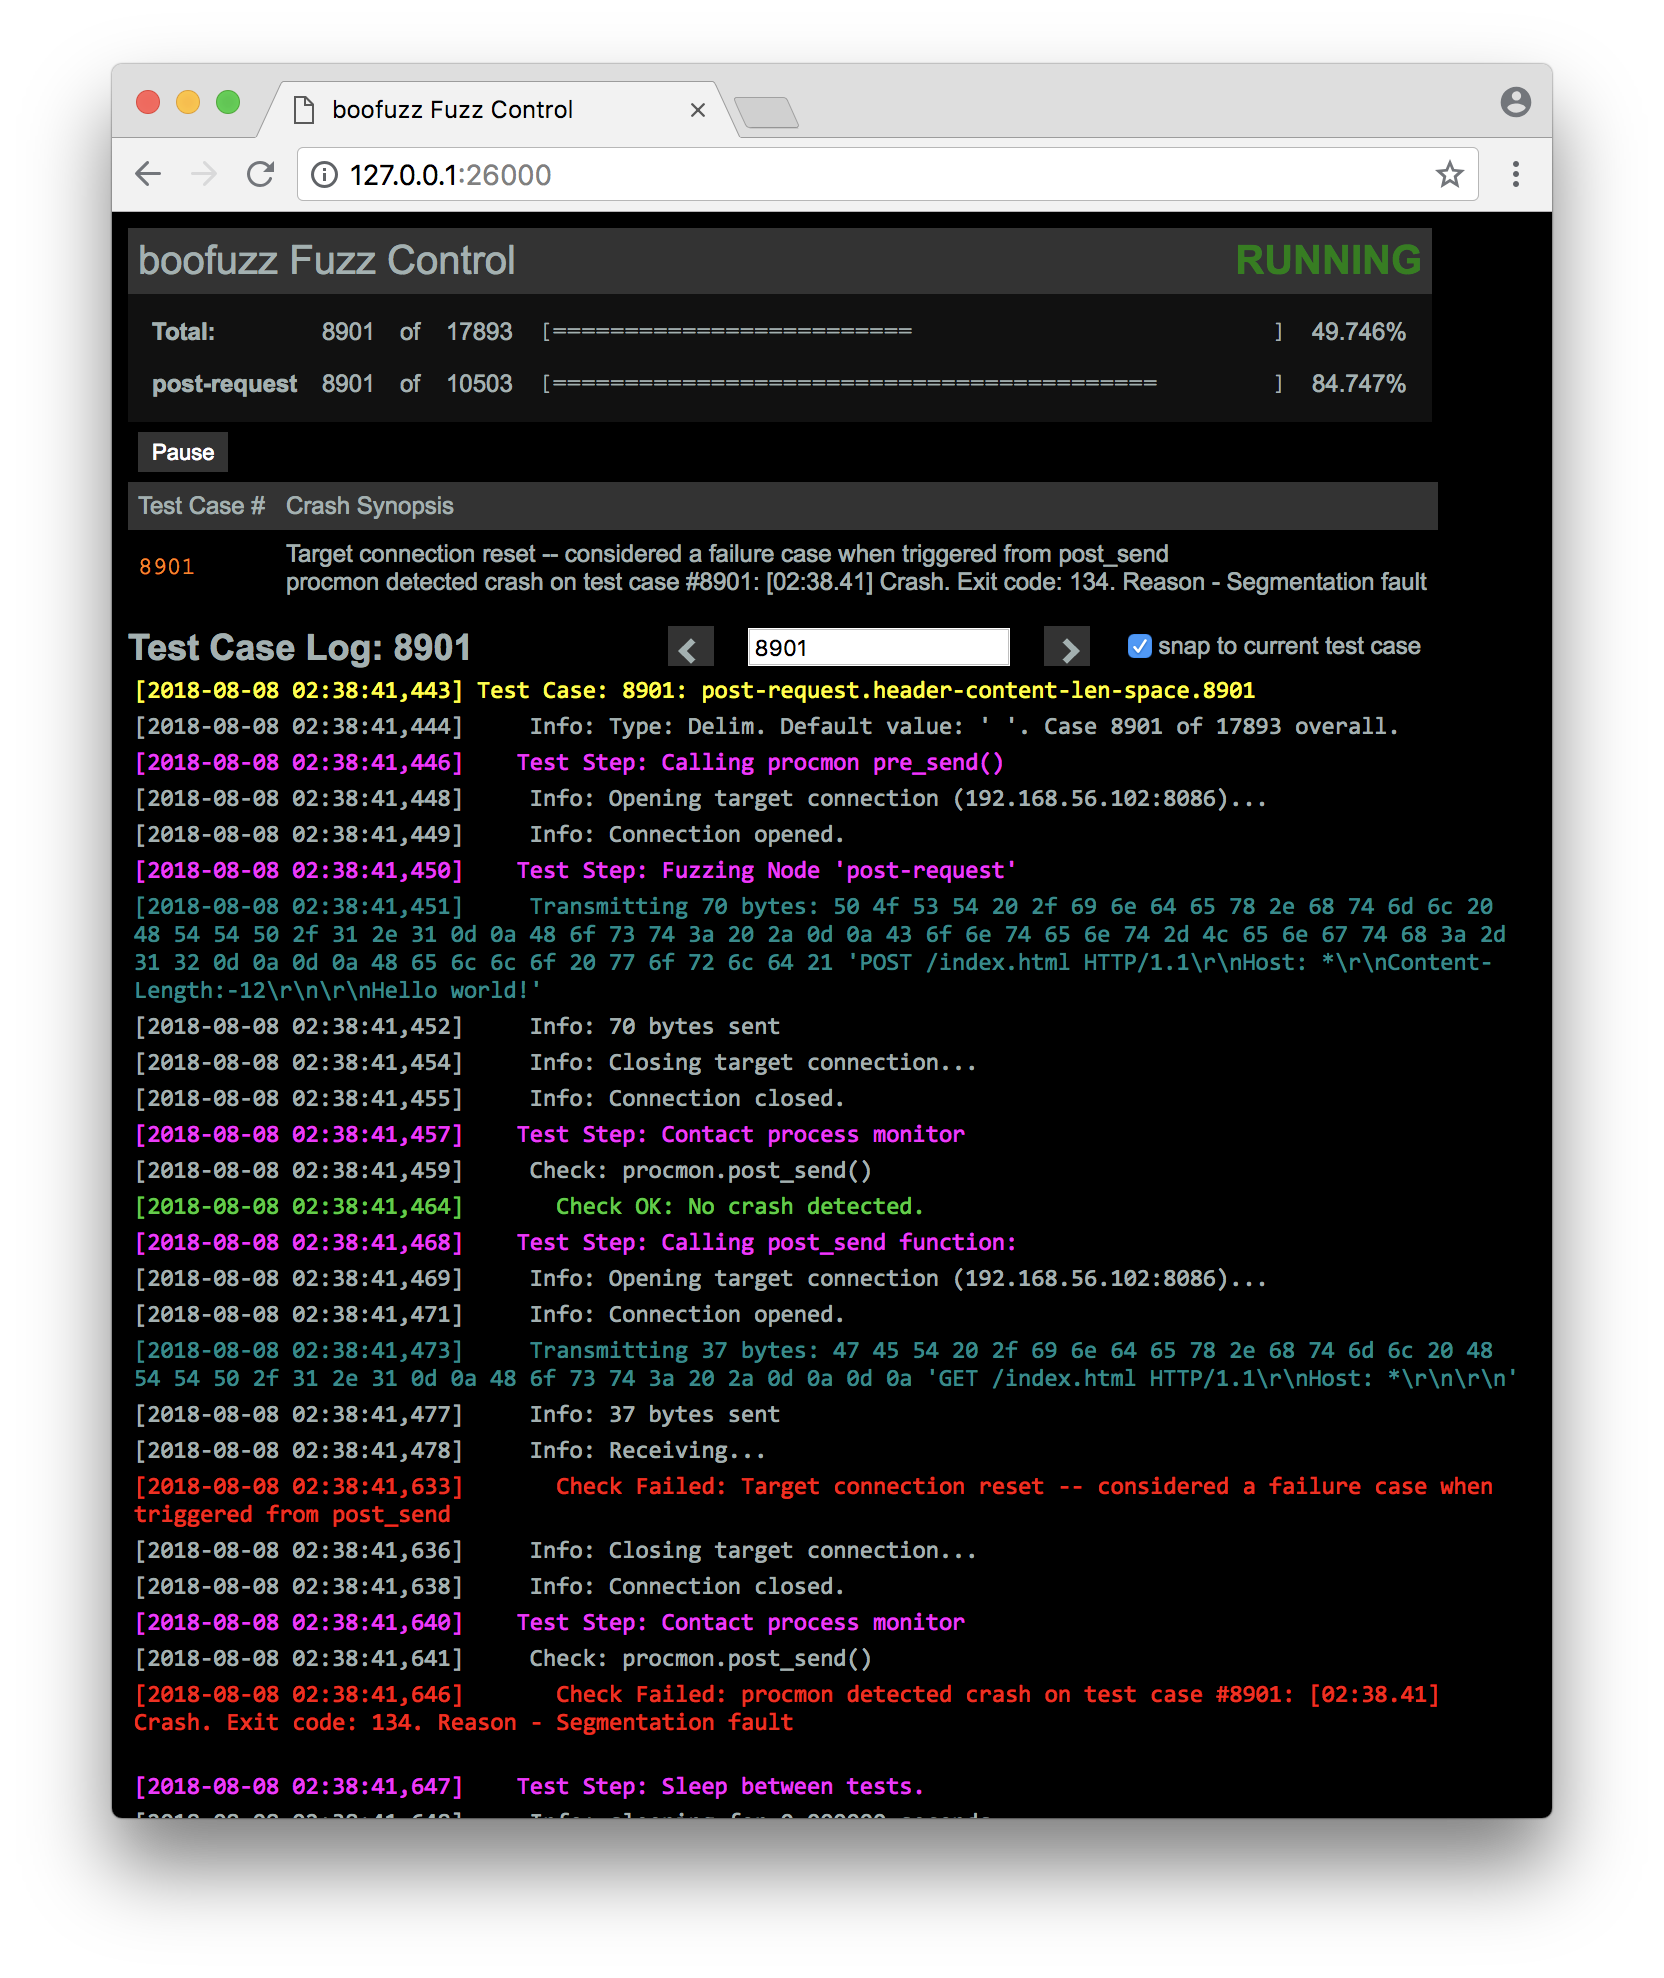 boofuzz Fuzz Control
127.0.0.1:26000
boofuzz Fuzz Control RUNNING
Total: 8901 of 17893 [========================= ] 49.746%
post-request 8901 of 10503 [========================================== ] 84.747%
Pause
Test Case # Crash Synopsis
8901 Target connection reset -- considered a failure case when triggered from post_send
procmon detected crash on test case #8901: [02:38.41] Crash. Exit code: 134. Reason - Segmentation fault
Test Case Log: 8901 8901 snap to current test case
[2018-08-08 02:38:41,443] Test Case: 8901: post-request.header-content-len-space.8901
[2018-08-08 02:38:41,444] Info: Type: Delim. Default value: ' '. Case 8901 of 17893 overall.
[2018-08-08 02:38:41,446] Test Step: Calling procmon pre_send()
[2018-08-08 02:38:41,448] Info: Opening target connection (192.168.56.102:8086)...
[2018-08-08 02:38:41,449] Info: Connection opened.
[2018-08-08 02:38:41,450] Test Step: Fuzzing Node 'post-request'
[2018-08-08 02:38:41,451] Transmitting 70 bytes: 50 4f 53 54 20 2f 69 6e 64 65 78 2e 68 74 6d 6c 20
48 54 54 50 2f 31 2e 31 0d 0a 48 6f 73 74 3a 20 2a 0d 0a 43 6f 6e 74 65 6e 74 2d 4c 65 6e 67 74 68 3a 2d
31 32 0d 0a 0d 0a 48 65 6c 6c 6f 20 77 6f 72 6c 64 21 'POST /index.html HTTP/1.1\r\nHost: *\r\nContent-
Length:-12\r\n\r\nHello world!'
[2018-08-08 02:38:41,452] Info: 70 bytes sent
[2018-08-08 02:38:41,454] Info: Closing target connection...
[2018-08-08 02:38:41,455] Info: Connection closed.
[2018-08-08 02:38:41,457] Test Step: Contact process monitor
[2018-08-08 02:38:41,459] Check: procmon.post_send()
[2018-08-08 02:38:41,464] Check OK: No crash detected.
[2018-08-08 02:38:41,468] Test Step: Calling post_send function:
[2018-08-08 02:38:41,469] Info: Opening target connection (192.168.56.102:8086)...
[2018-08-08 02:38:41,471] Info: Connection opened.
[2018-08-08 02:38:41,473] Transmitting 37 bytes: 47 45 54 20 2f 69 6e 64 65 78 2e 68 74 6d 6c 20 48
54 54 50 2f 31 2e 31 0d 0a 48 6f 73 74 3a 20 2a 0d 0a 0d 0a 'GET /index.html HTTP/1.1\r\nHost: *\r\n\r\n'
[2018-08-08 02:38:41,477] Info: 37 bytes sent
[2018-08-08 02:38:41,478] Info: Receiving...
[2018-08-08 02:38:41,633] Check Failed: Target connection reset -- considered a failure case when
triggered from post_send
[2018-08-08 02:38:41,636] Info: Closing target connection...
[2018-08-08 02:38:41,638] Info: Connection closed.
[2018-08-08 02:38:41,640] Test Step: Contact process monitor
[2018-08-08 02:38:41,641] Check: procmon.post_send()
[2018-08-08 02:38:41,646] Check Failed: procmon detected crash on test case #8901: [02:38.41]
Crash. Exit code: 134. Reason - Segmentation fault
[2018-08-08 02:38:41,647] Test Step: Sleep between tests.